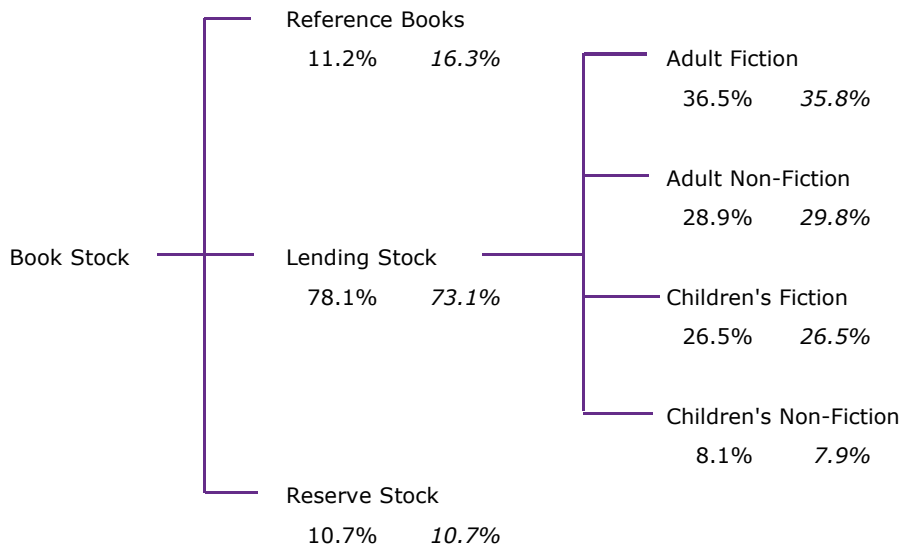 Reference Books
11.2% 16.3%
Adult Fiction
36.5% 35.8%
Adult Non-Fiction
28.9% 29.8%
Book Stock
Lending Stock
78.1% 73.1%
Children's Fiction
26.5% 26.5%
Children's Non-Fiction
8.1% 7.9%
Reserve Stock
10.7% 10.7%